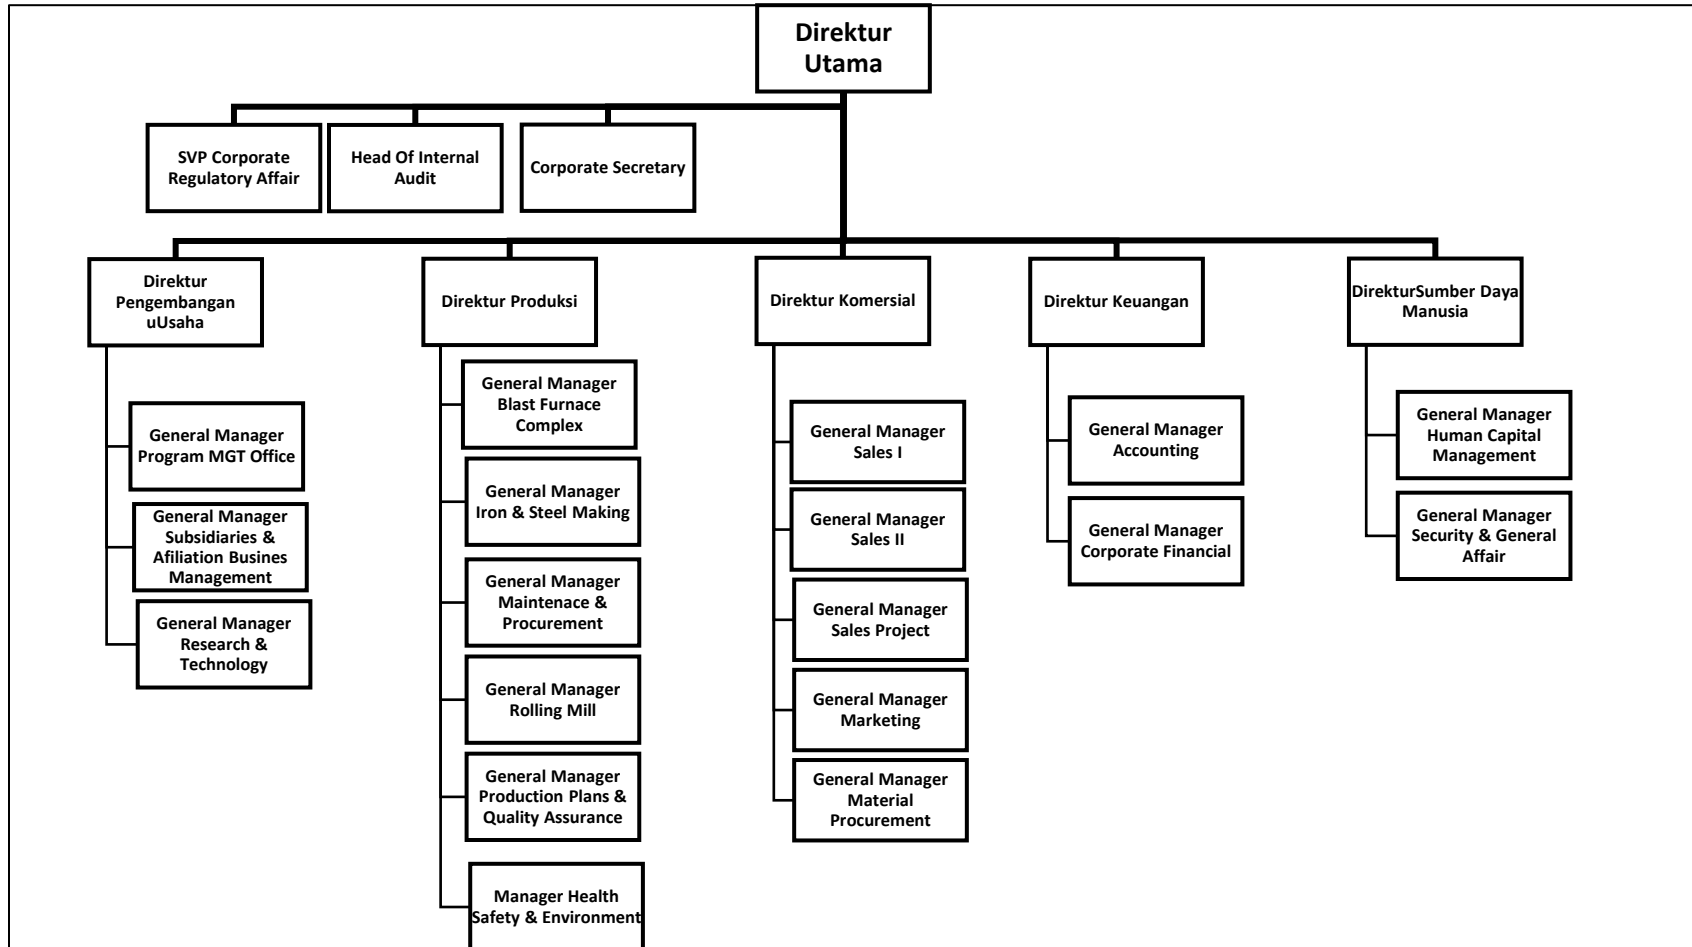 Direktur
Utama
SVP Corporate
Regulatory Affair
Head Of Internal
Audit
Corporate Secretary
Direktur
Pengembangan
uUsaha
Direktur Produksi
Direktur Komersial
Direktur Keuangan
DirekturSumber Daya
Manusia
General Manager
Program MGT Office
General Manager
Subsidiaries &
Afiliation Busines
Management
General Manager
Research &
Technology
General Manager
Blast Furnace
Complex
General Manager
Iron & Steel Making
General Manager
Maintenace &
Procurement
General Manager
Rolling Mill
General Manager
Production Plans &
Quality Assurance
Manager Health
Safety & Environment
General Manager
Sales I
General Manager
Sales II
General Manager
Sales Project
General Manager
Marketing
General Manager
Material
Procurement
General Manager
Accounting
General Manager
Corporate Financial
General Manager
Human Capital
Management
General Manager
Security & General
Affair